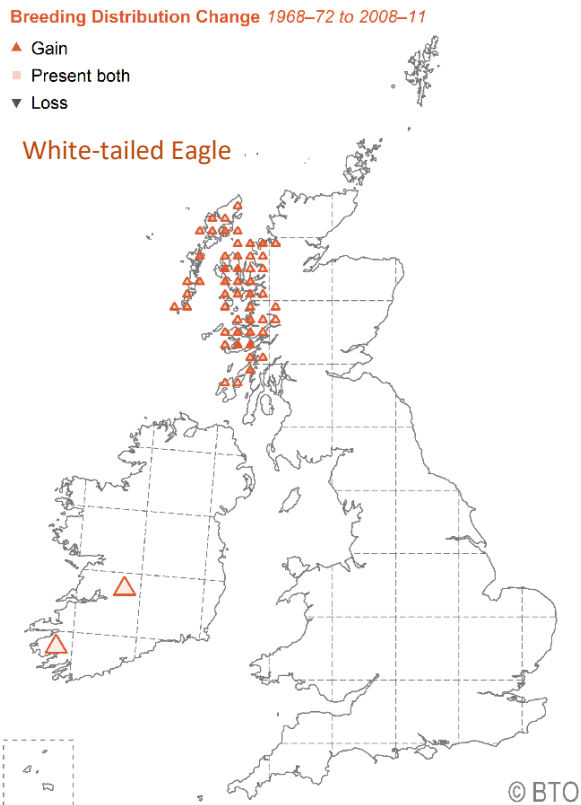 Breeding Distribution Change 1968–72 to 2008–11
Gain
Present both
Loss
White-tailed Eagle
© BTO